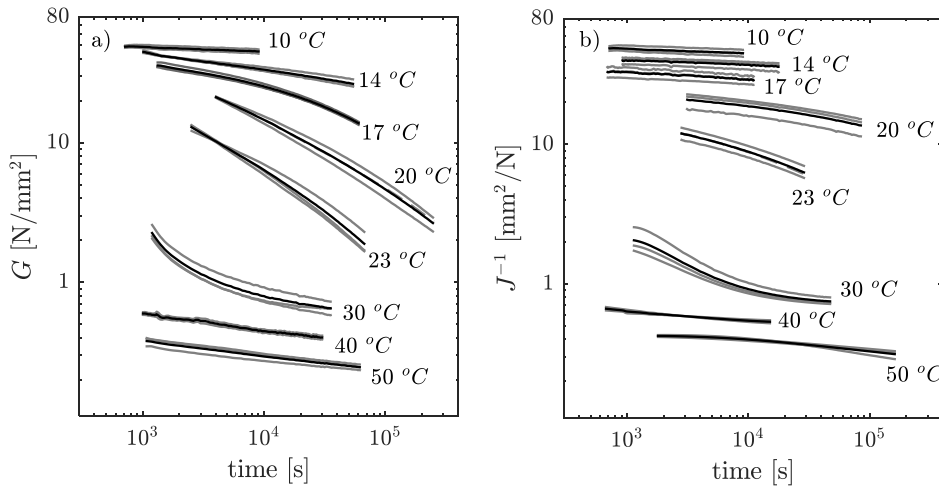 80
a)
10 °C
14 °C
17 °C
20 °C
23 °C
30 °C
40 °C
50 °C
10
1
G [N/mm²]
10³
10⁴
10⁵
time [s]
80
b)
10 °C
14 °C
17 °C
20 °C
23 °C
30 °C
40 °C
50 °C
10
1
J⁻¹ [mm²/N]
10³
10⁴
10⁵
time [s]